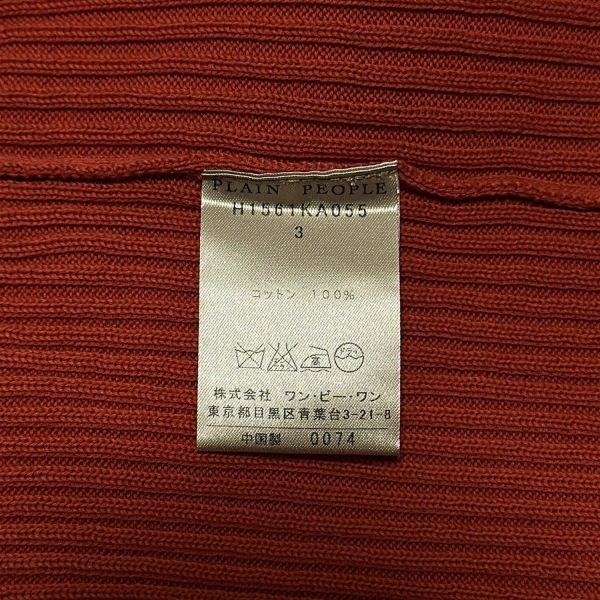 PLAIN PEOPLE
H1561KA055
3
コットン 100%
株式会社 ワン・ビー・ワン
東京都目黒区青葉台3-21-8
中国製 0074